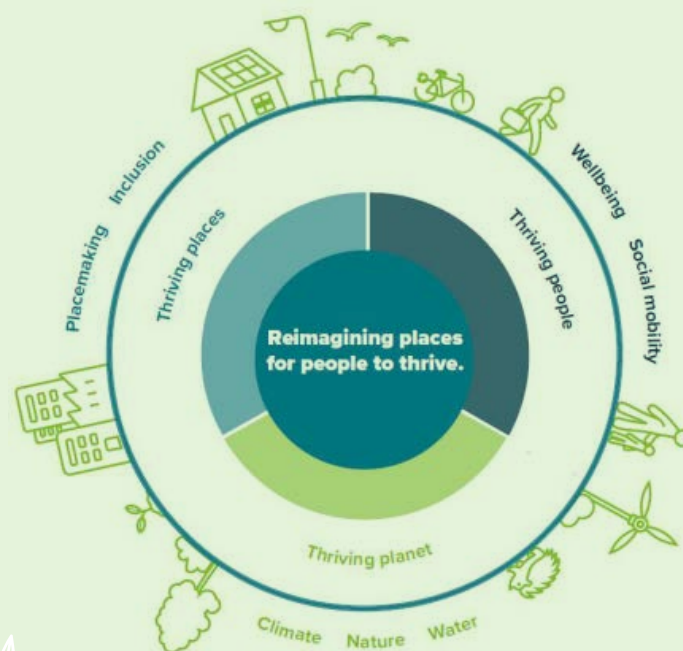 Placemaking Inclusion
Thriving places
Wellbeing Social mobility
Thriving people
Reimagining places
for people to thrive.
Thriving planet
Climate Nature Water